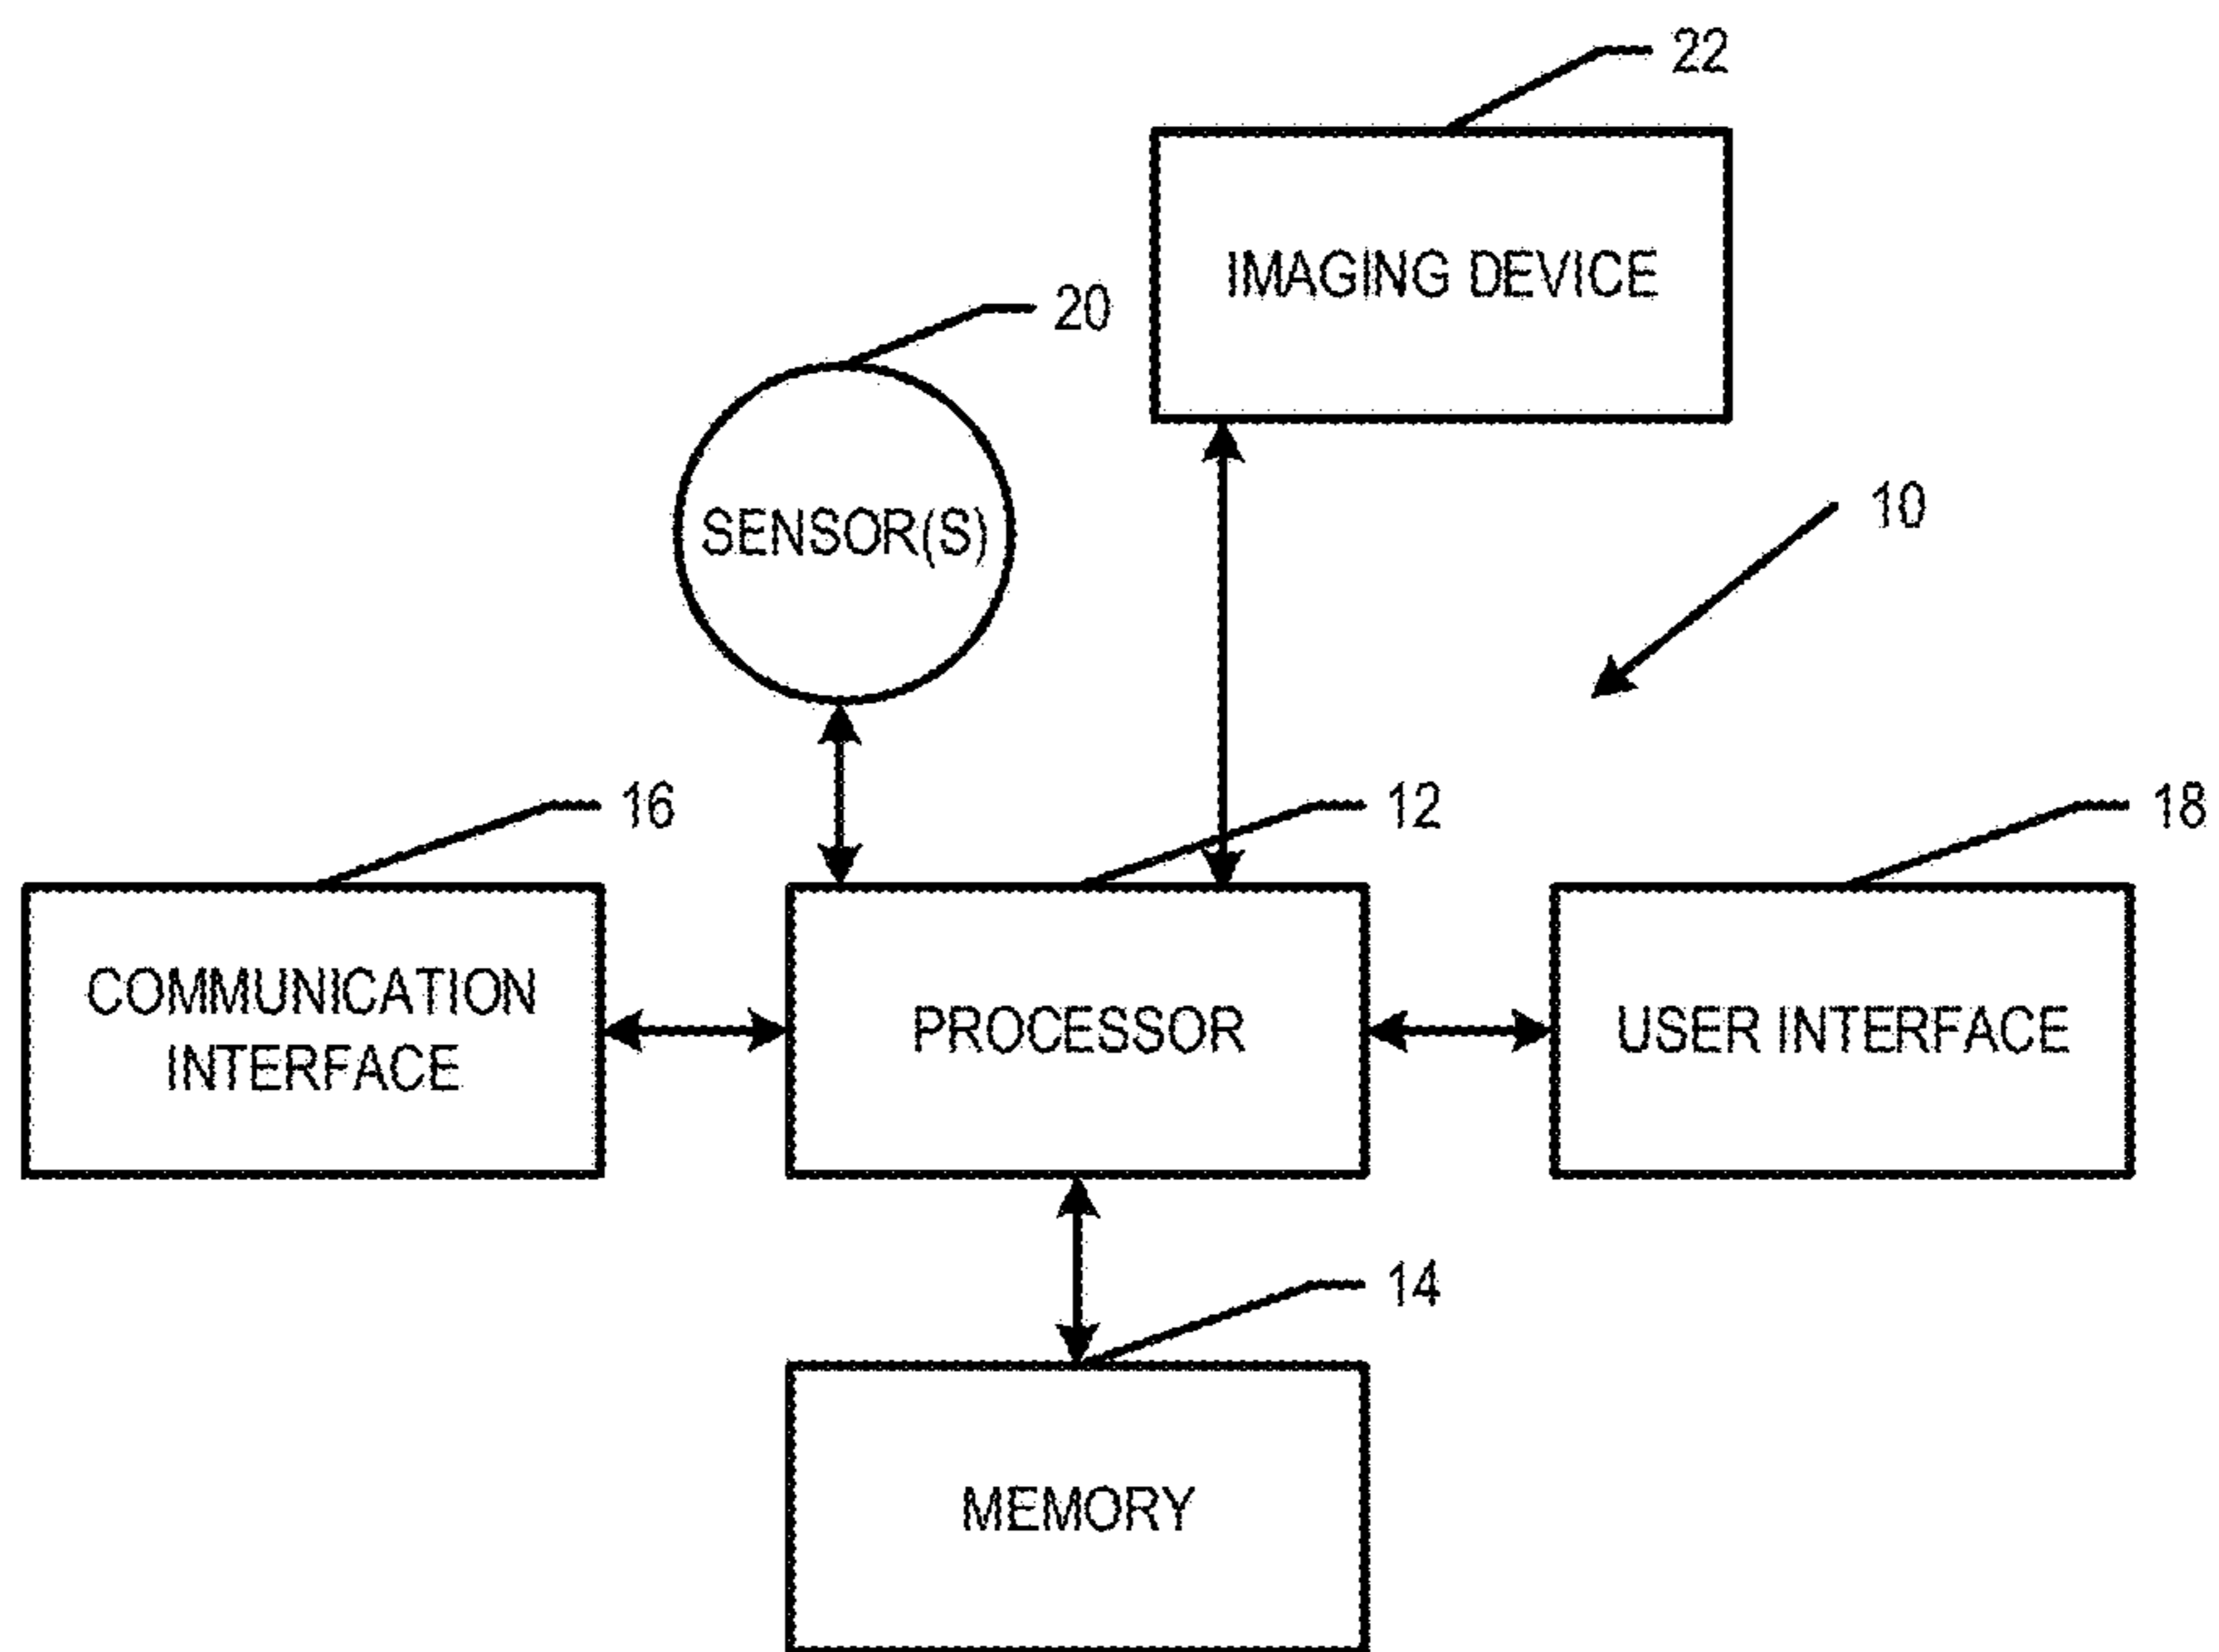 22
IMAGING DEVICE
20
SENSOR(S)
10
16
12
18
COMMUNICATION
INTERFACE
PROCESSOR
USER INTERFACE
14
MEMORY